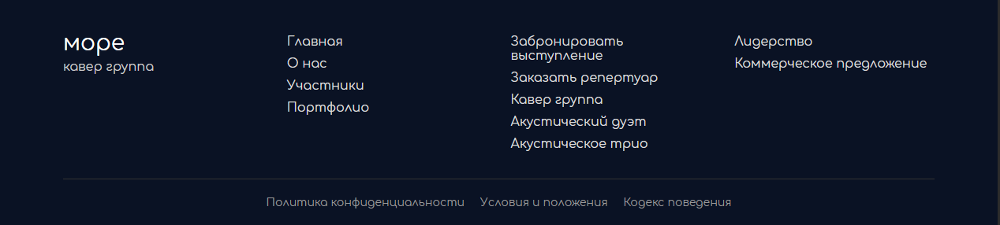 море
кавер группа
Главная
О нас
Участники
Портфолио
Забронировать
выступление
Заказать репертуар
Кавер группа
Акустический дуэт
Акустическое трио
Лидерство
Коммерческое предложение
Политика конфиденциальности
Условия и положения
Кодекс поведения